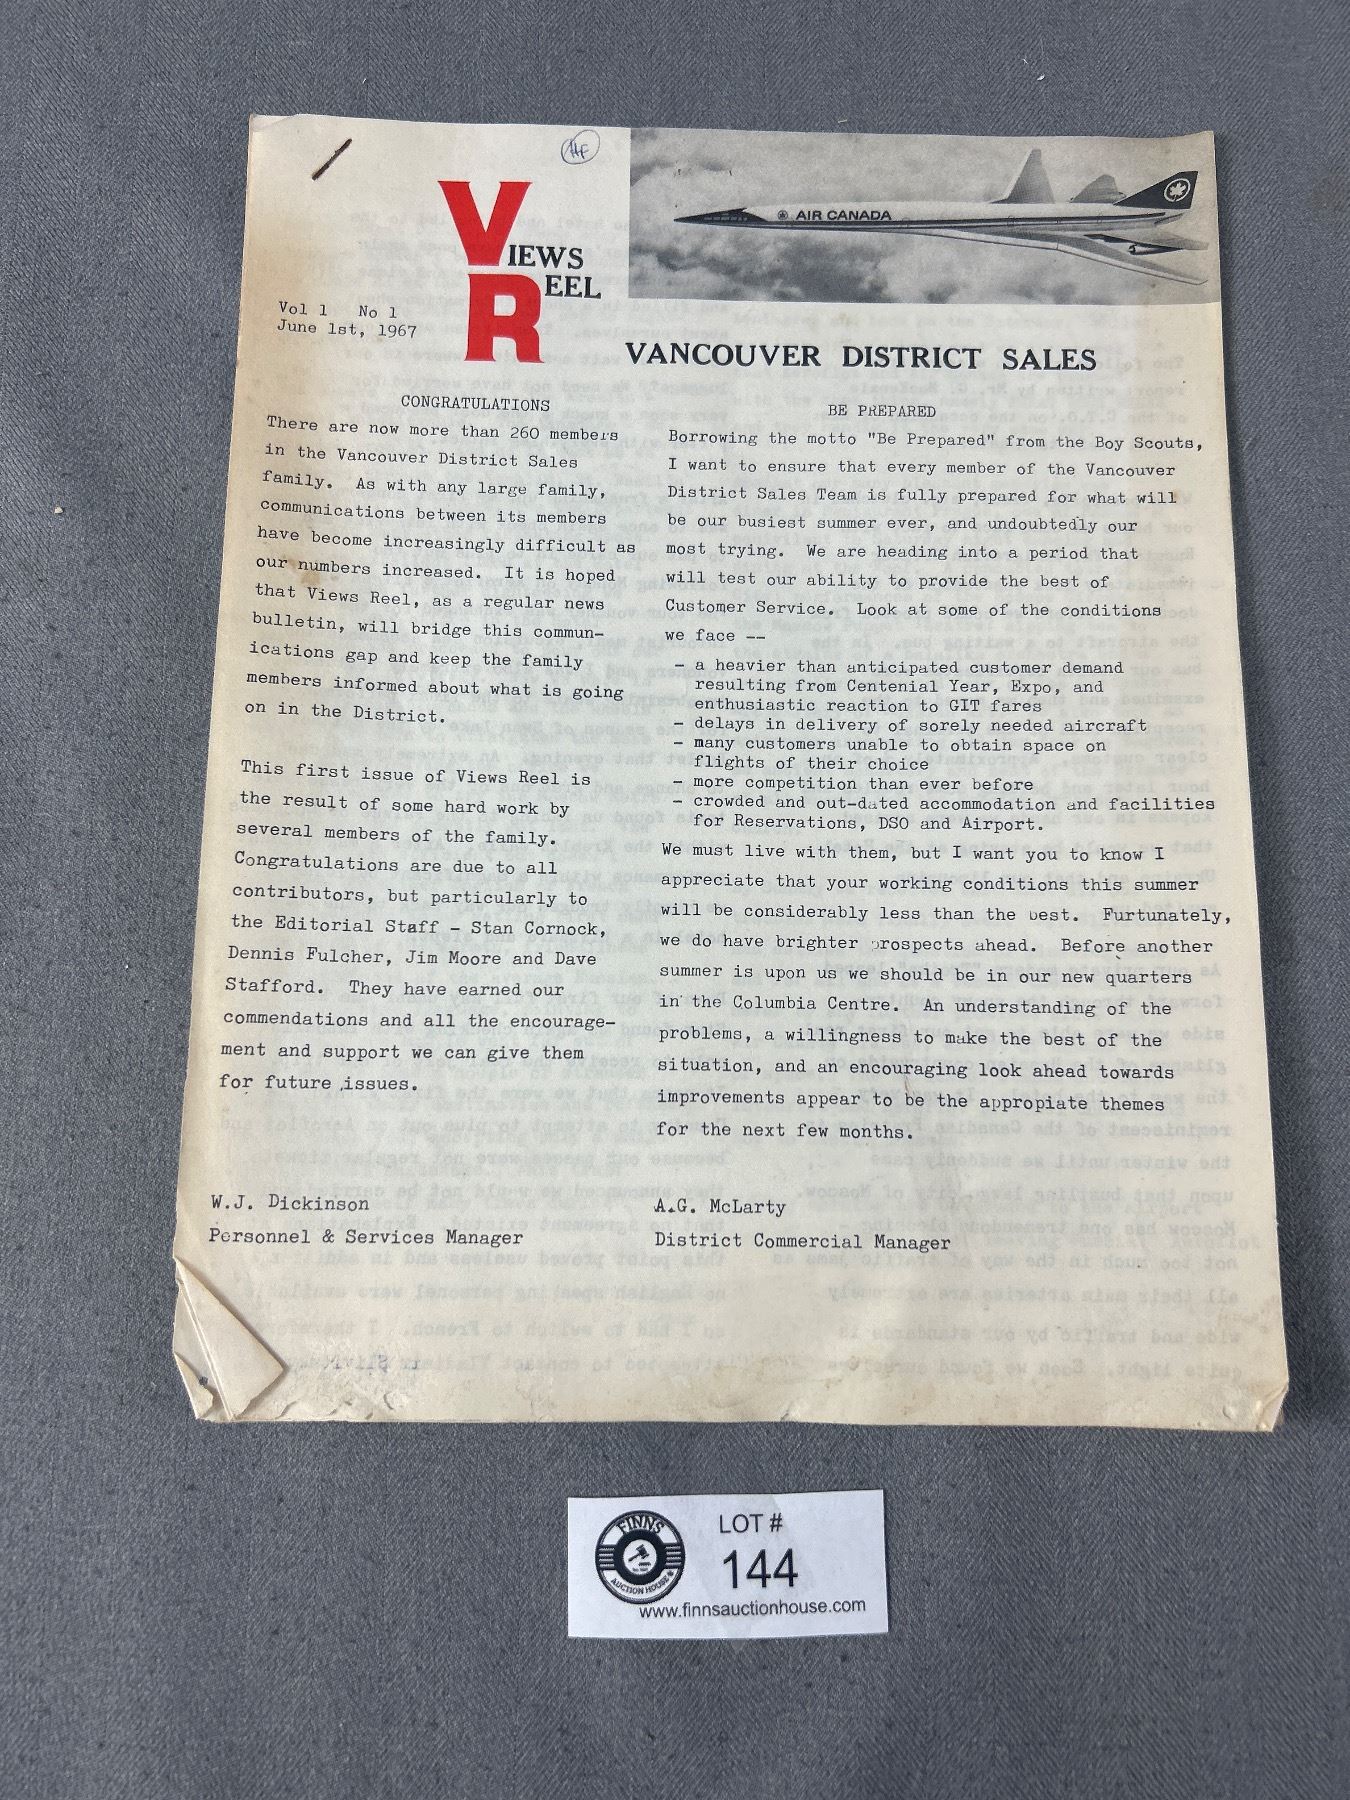 HF
AIR CANADA
VIEWS
REEL
Vol 1 No 1
June 1st, 1967
VANCOUVER DISTRICT SALES
CONGRATULATIONS
There are now more than 260 members
in the Vancouver District Sales
family. As with any large family,
communications between its members
have become increasingly difficult as
our numbers increased. It is hoped
that Views Reel, as a regular news
bulletin, will bridge this commun-
ications gap and keep the family
members informed about what is going
on in the District.
This first issue of Views Reel is
the result of some hard work by
several members of the family.
Congratulations are due to all
contributors, but particularly to
the Editorial Staff - Stan Cornock,
Dennis Fulcher, Jim Moore and Dave
Stafford. They have earned our
commendations and all the encourage-
ment and support we can give them
for future issues.
W.J. Dickinson
Personnel & Services Manager
BE PREPARED
Borrowing the motto "Be Prepared" from the Boy Scouts,
I want to ensure that every member of the Vancouver
District Sales Team is fully prepared for what will
be our busiest summer ever, and undoubtedly our
most trying. We are heading into a period that
will test our ability to provide the best of
Customer Service. Look at some of the conditions
we face --
- a heavier than anticipated customer demand
resulting from Centenial Year, Expo, and
enthusiastic reaction to GIT fares
- delays in delivery of sorely needed aircraft
- many customers unable to obtain space on
flights of their choice
- more competition than ever before
- crowded and out-dated accommodation and facilities
for Reservations, DSO and Airport.
We must live with them, but I want you to know I
appreciate that your working conditions this summer
will be considerably less than the best. Furtunately,
we do have brighter prospects ahead. Before another
summer is upon us we should be in our new quarters
in the Columbia Centre. An understanding of the
problems, a willingness to make the best of the
situation, and an encouraging look ahead towards
improvements appear to be the appropiate themes
for the next few months.
A.G. McLarty
District Commercial Manager
FINNS
AUCTION HOUSE
LOT #
144
www.finnsauctionhouse.com